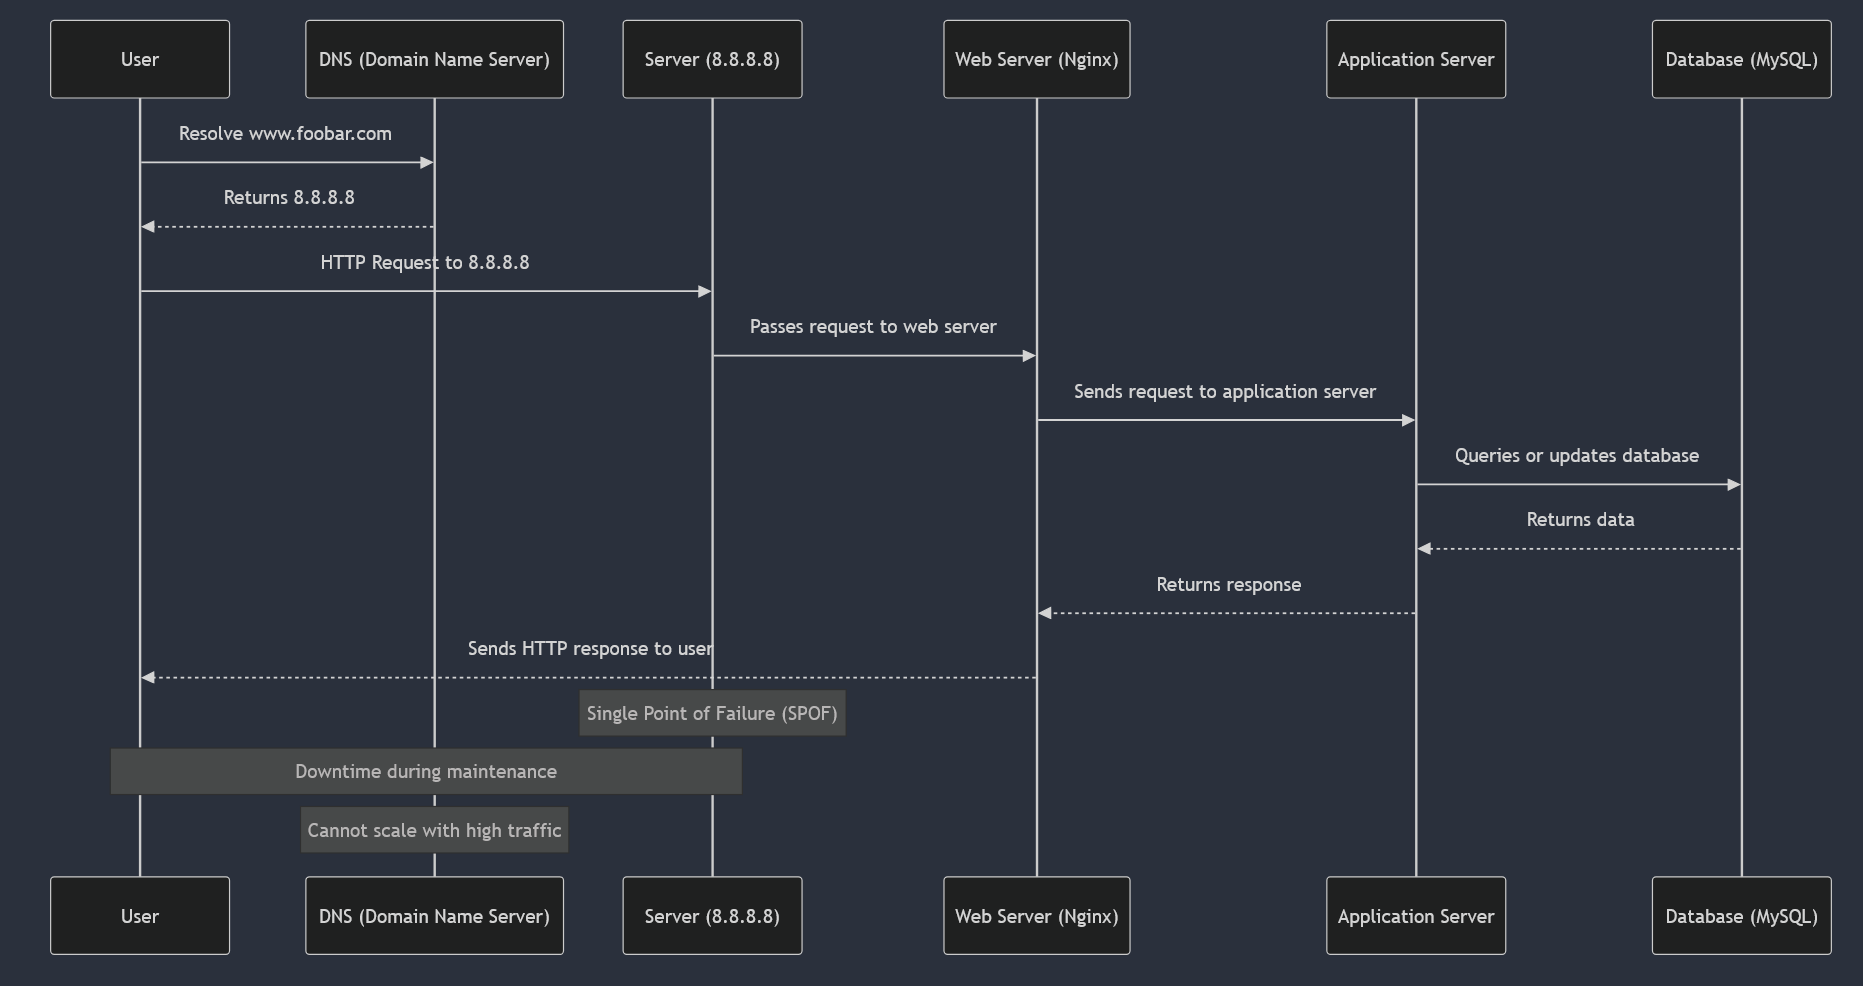 User
DNS (Domain Name Server)
Server (8.8.8.8)
Web Server (Nginx)
Application Server
Database (MySQL)
Resolve www.foobar.com
Returns 8.8.8.8
HTTP Request to 8.8.8.8
Passes request to web server
Sends request to application server
Queries or updates database
Returns data
Returns response
Sends HTTP response to user
Single Point of Failure (SPOF)
Downtime during maintenance
Cannot scale with high traffic
User
DNS (Domain Name Server)
Server (8.8.8.8)
Web Server (Nginx)
Application Server
Database (MySQL)